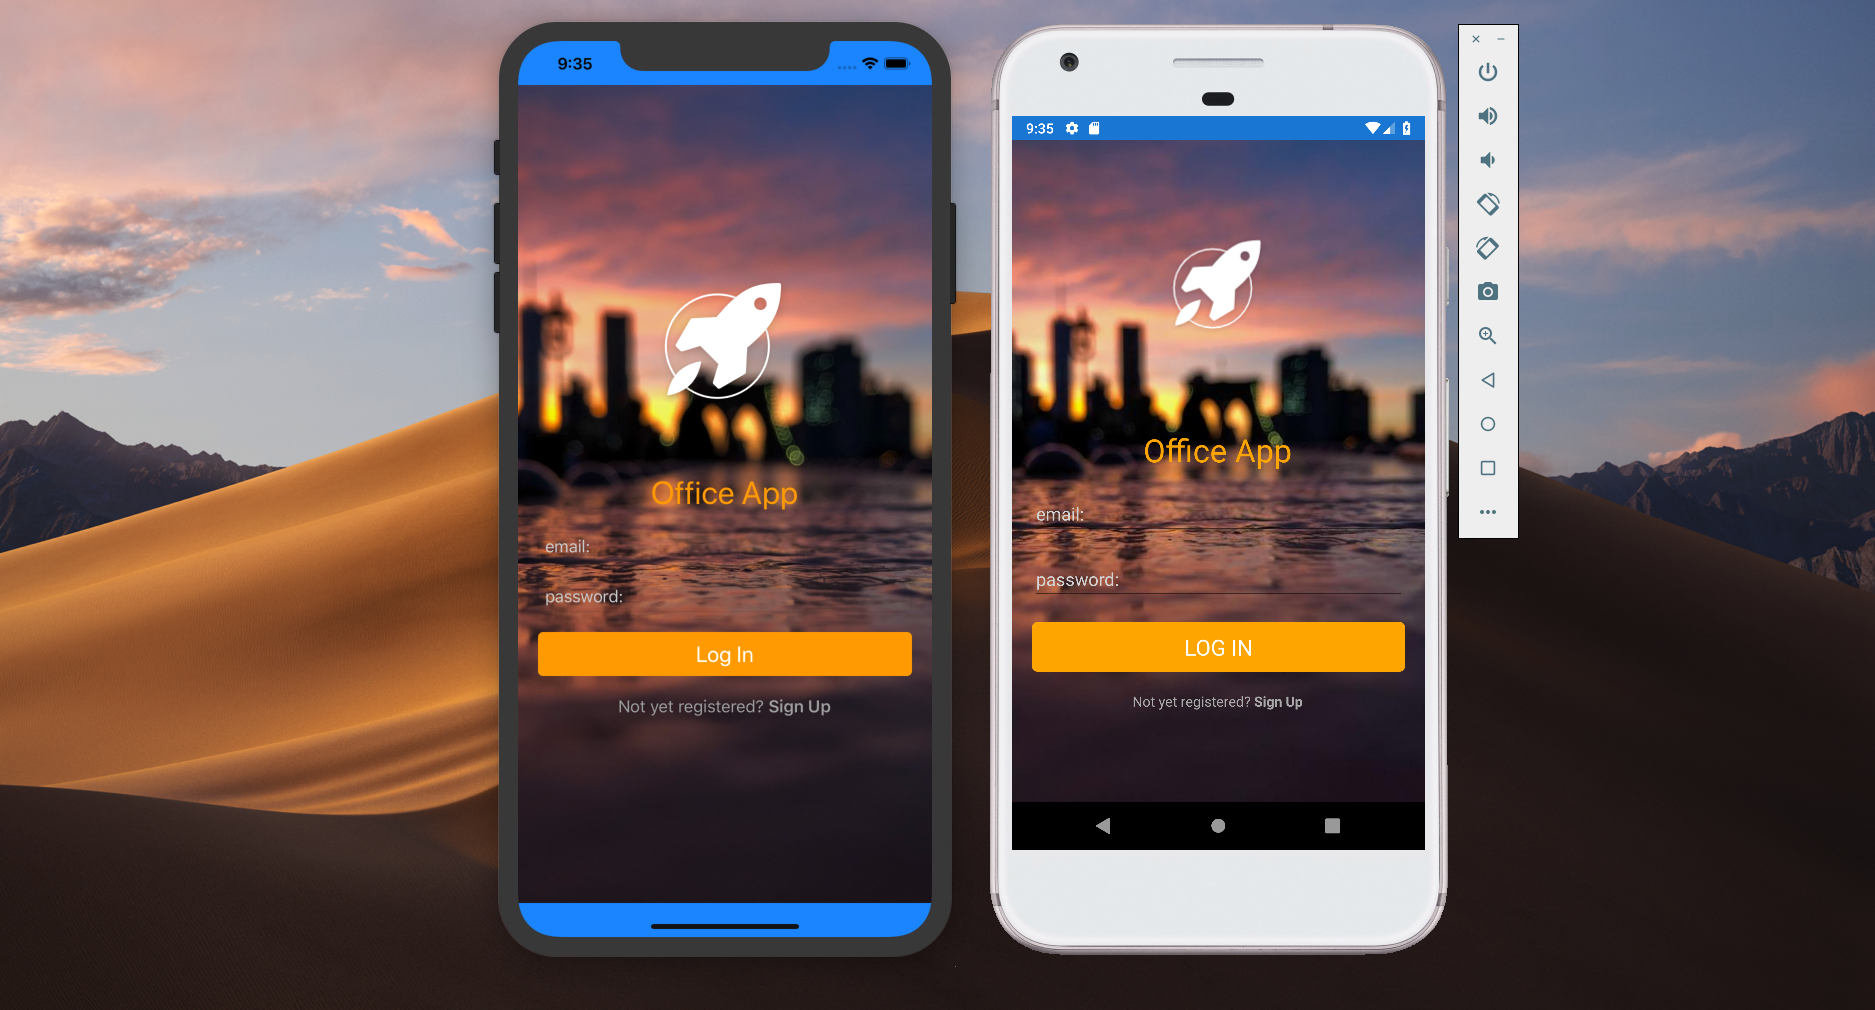 9:35
Office App
email:
password:
Log In
Not yet registered? Sign Up
9:35
Office App
email:
password:
LOG IN
Not yet registered? Sign Up